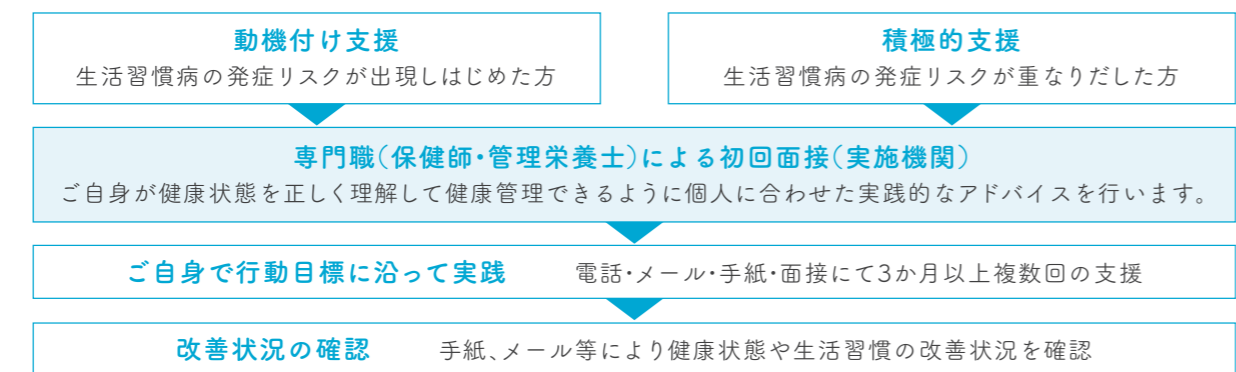 動機付け支援
生活習慣病の発症リスクが出現しはじめた方
積極的支援
生活習慣病の発症リスクが重なりだした方
専門職(保健師・管理栄養士)による初回面接(実施機関)
ご自身が健康状態を正しく理解して健康管理できるように個人に合わせた実践的なアドバイスを行います。
ご自身で行動目標に沿って実践　電話・メール・手紙・面接にて3か月以上複数回の支援
改善状況の確認　手紙、メール等により健康状態や生活習慣の改善状況を確認